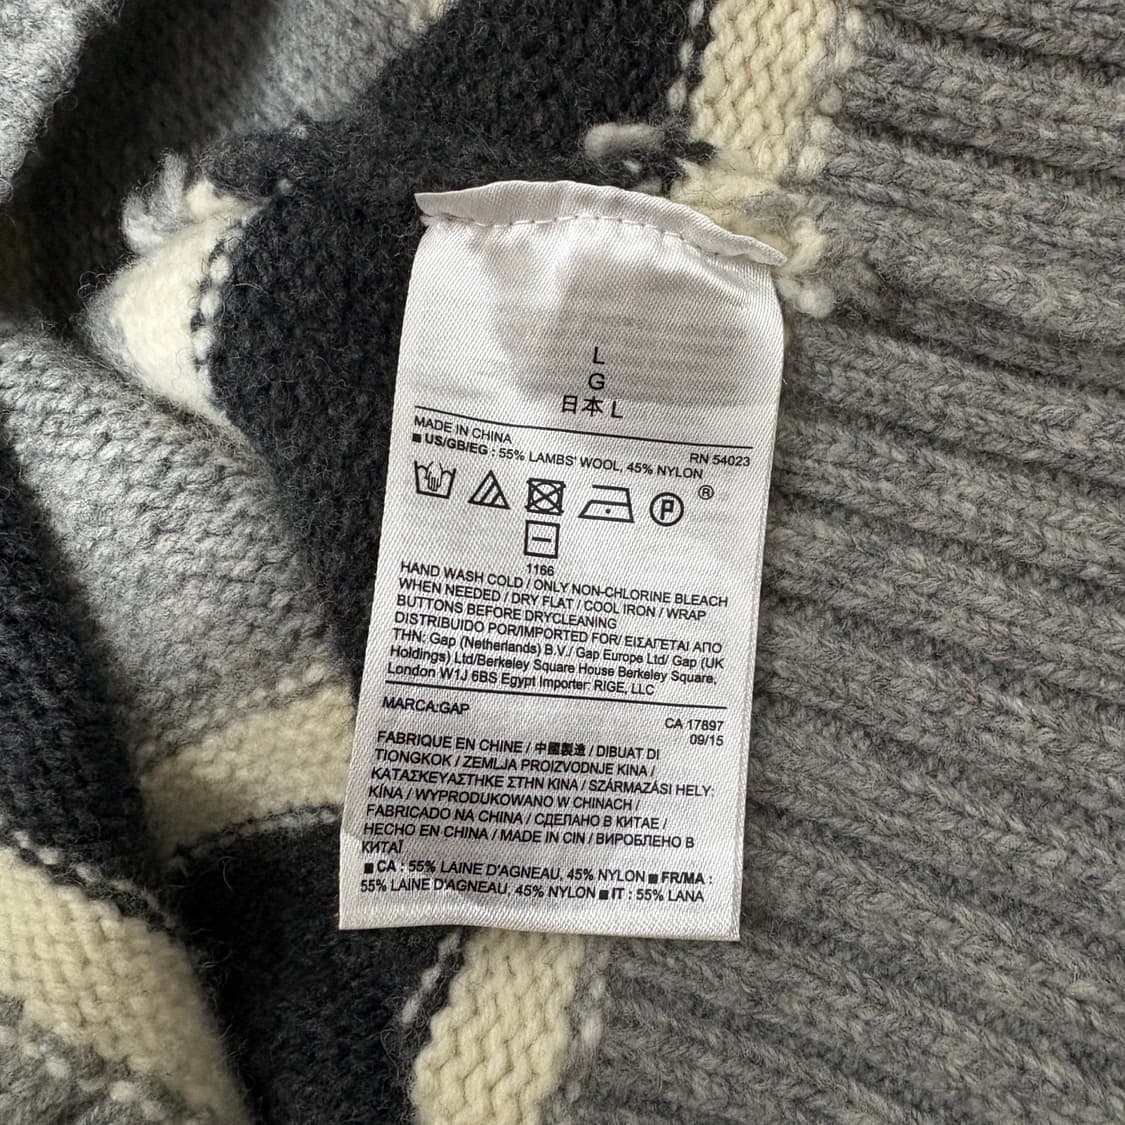 L
G
日本 L
MADE IN CHINA RN 54023
■ US/GB/EG : 55% LAMBS' WOOL, 45% NYLON
P ®
1166
HAND WASH COLD / ONLY NON-CHLORINE BLEACH
WHEN NEEDED / DRY FLAT / COOL IRON / WRAP
BUTTONS BEFORE DRYCLEANING
DISTRIBUIDO POR/IMPORTED FOR/ ΕΙΣΑΓΕΤΑΙ ΑΠΟ
ΤΗΝ: Gap (Netherlands) B.V./ Gap Europe Ltd/ Gap (UK
Holdings) Ltd/Berkeley Square House Berkeley Square,
London W1J 6BS Egypt Importer: RIGE, LLC
MARCA:GAP CA 17897
09/15
FABRIQUE EN CHINE / 中國製造 / DIBUAT DI
TIONGKOK / ZEMLJA PROIZVODNJE KINA /
ΚΑΤΑΣΚΕΥΑΣΤΗΚΕ ΣΤΗΝ ΚΙΝΑ / SZÁRMAZÁSI HELY:
KÍNA / WYPRODUKOWANO W CHINACH /
FABRICADO NA CHINA / СДЕЛАНО В КИТАЕ /
HECHO EN CHINA / MADE IN CIN / ВИРОБЛЕНО В
КИТАЇ
■ CA : 55% LAINE D'AGNEAU, 45% NYLON ■ FR/MA :
55% LAINE D'AGNEAU, 45% NYLON ■ IT : 55% LANA